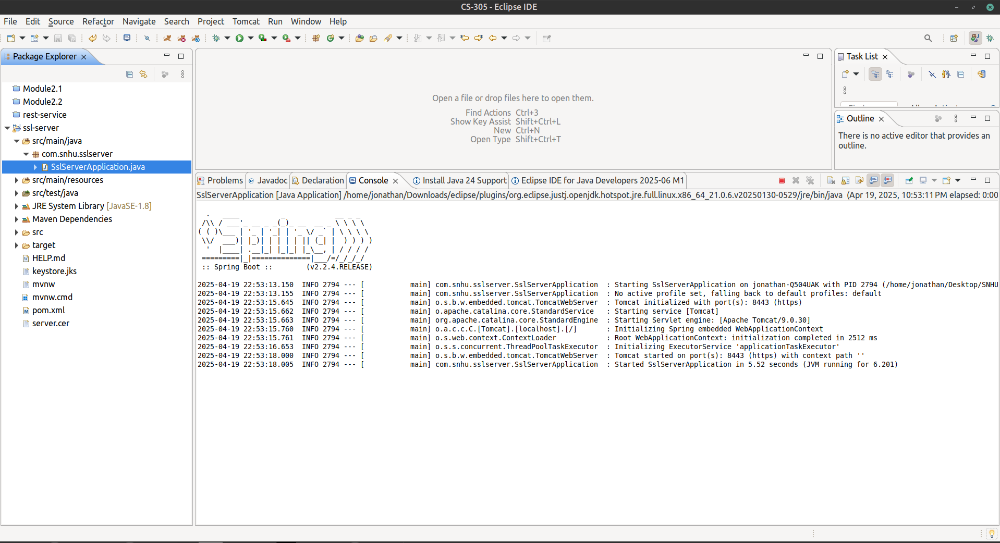 CS-305 - Eclipse IDE
File Edit Source Refactor Navigate Search Project Tomcat Run Window Help
Package Explorer
Module2.1
Module2.2
rest-service
ssl-server
src/main/java
com.snhu.sslserver
SslServerApplication.java
src/main/resources
src/test/java
JRE System Library [JavaSE-1.8]
Maven Dependencies
src
target
HELP.md
keystore.jks
mvnw
mvnw.cmd
pom.xml
server.cer
Open a file or drop files here to open them.
Find Actions Ctrl+3
Show Key Assist Shift+Ctrl+L
New Ctrl+N
Open Type Shift+Ctrl+T
Task List
Outline
There is no active editor that provides an
outline.
Problems Javadoc Declaration Console Install Java 24 Support Eclipse IDE for Java Developers 2025-06 M1
SslServerApplication [Java Application] /home/jonathan/Downloads/eclipse/plugins/org.eclipse.justj.openjdk.hotspot.jre.full.linux.x86_64_21.0.6.v20250130-0529/jre/bin/java (Apr 19, 2025, 10:53:11 PM elapsed: 0:00
Spring
:: Spring Boot :: (v2.2.4.RELEASE)
2025-04-19 22:53:13.150 INFO 2794 --- [ main] com.snhu.sslserver.SslServerApplication : Starting SslServerApplication on jonathan-Q504UAK with PID 2794 (/home/jonathan/Desktop/SNHU
2025-04-19 22:53:13.155 INFO 2794 --- [ main] com.snhu.sslserver.SslServerApplication : No active profile set, falling back to default profiles: default
2025-04-19 22:53:15.645 INFO 2794 --- [ main] o.s.b.w.embedded.tomcat.TomcatWebServer : Tomcat initialized with port(s): 8443 (https)
2025-04-19 22:53:15.662 INFO 2794 --- [ main] o.apache.catalina.core.StandardService : Starting service [Tomcat]
2025-04-19 22:53:15.663 INFO 2794 --- [ main] org.apache.catalina.core.StandardEngine : Starting Servlet engine: [Apache Tomcat/9.0.30]
2025-04-19 22:53:15.760 INFO 2794 --- [ main] o.a.c.c.C.[Tomcat].[localhost].[/] : Initializing Spring embedded WebApplicationContext
2025-04-19 22:53:15.761 INFO 2794 --- [ main] o.s.web.context.ContextLoader : Root WebApplicationContext: initialization completed in 2512 ms
2025-04-19 22:53:16.653 INFO 2794 --- [ main] o.s.s.concurrent.ThreadPoolTaskExecutor : Initializing ExecutorService 'applicationTaskExecutor'
2025-04-19 22:53:18.000 INFO 2794 --- [ main] o.s.b.w.embedded.tomcat.TomcatWebServer : Tomcat started on port(s): 8443 (https) with context path ''
2025-04-19 22:53:18.005 INFO 2794 --- [ main] com.snhu.sslserver.SslServerApplication : Started SslServerApplication in 5.52 seconds (JVM running for 6.201)